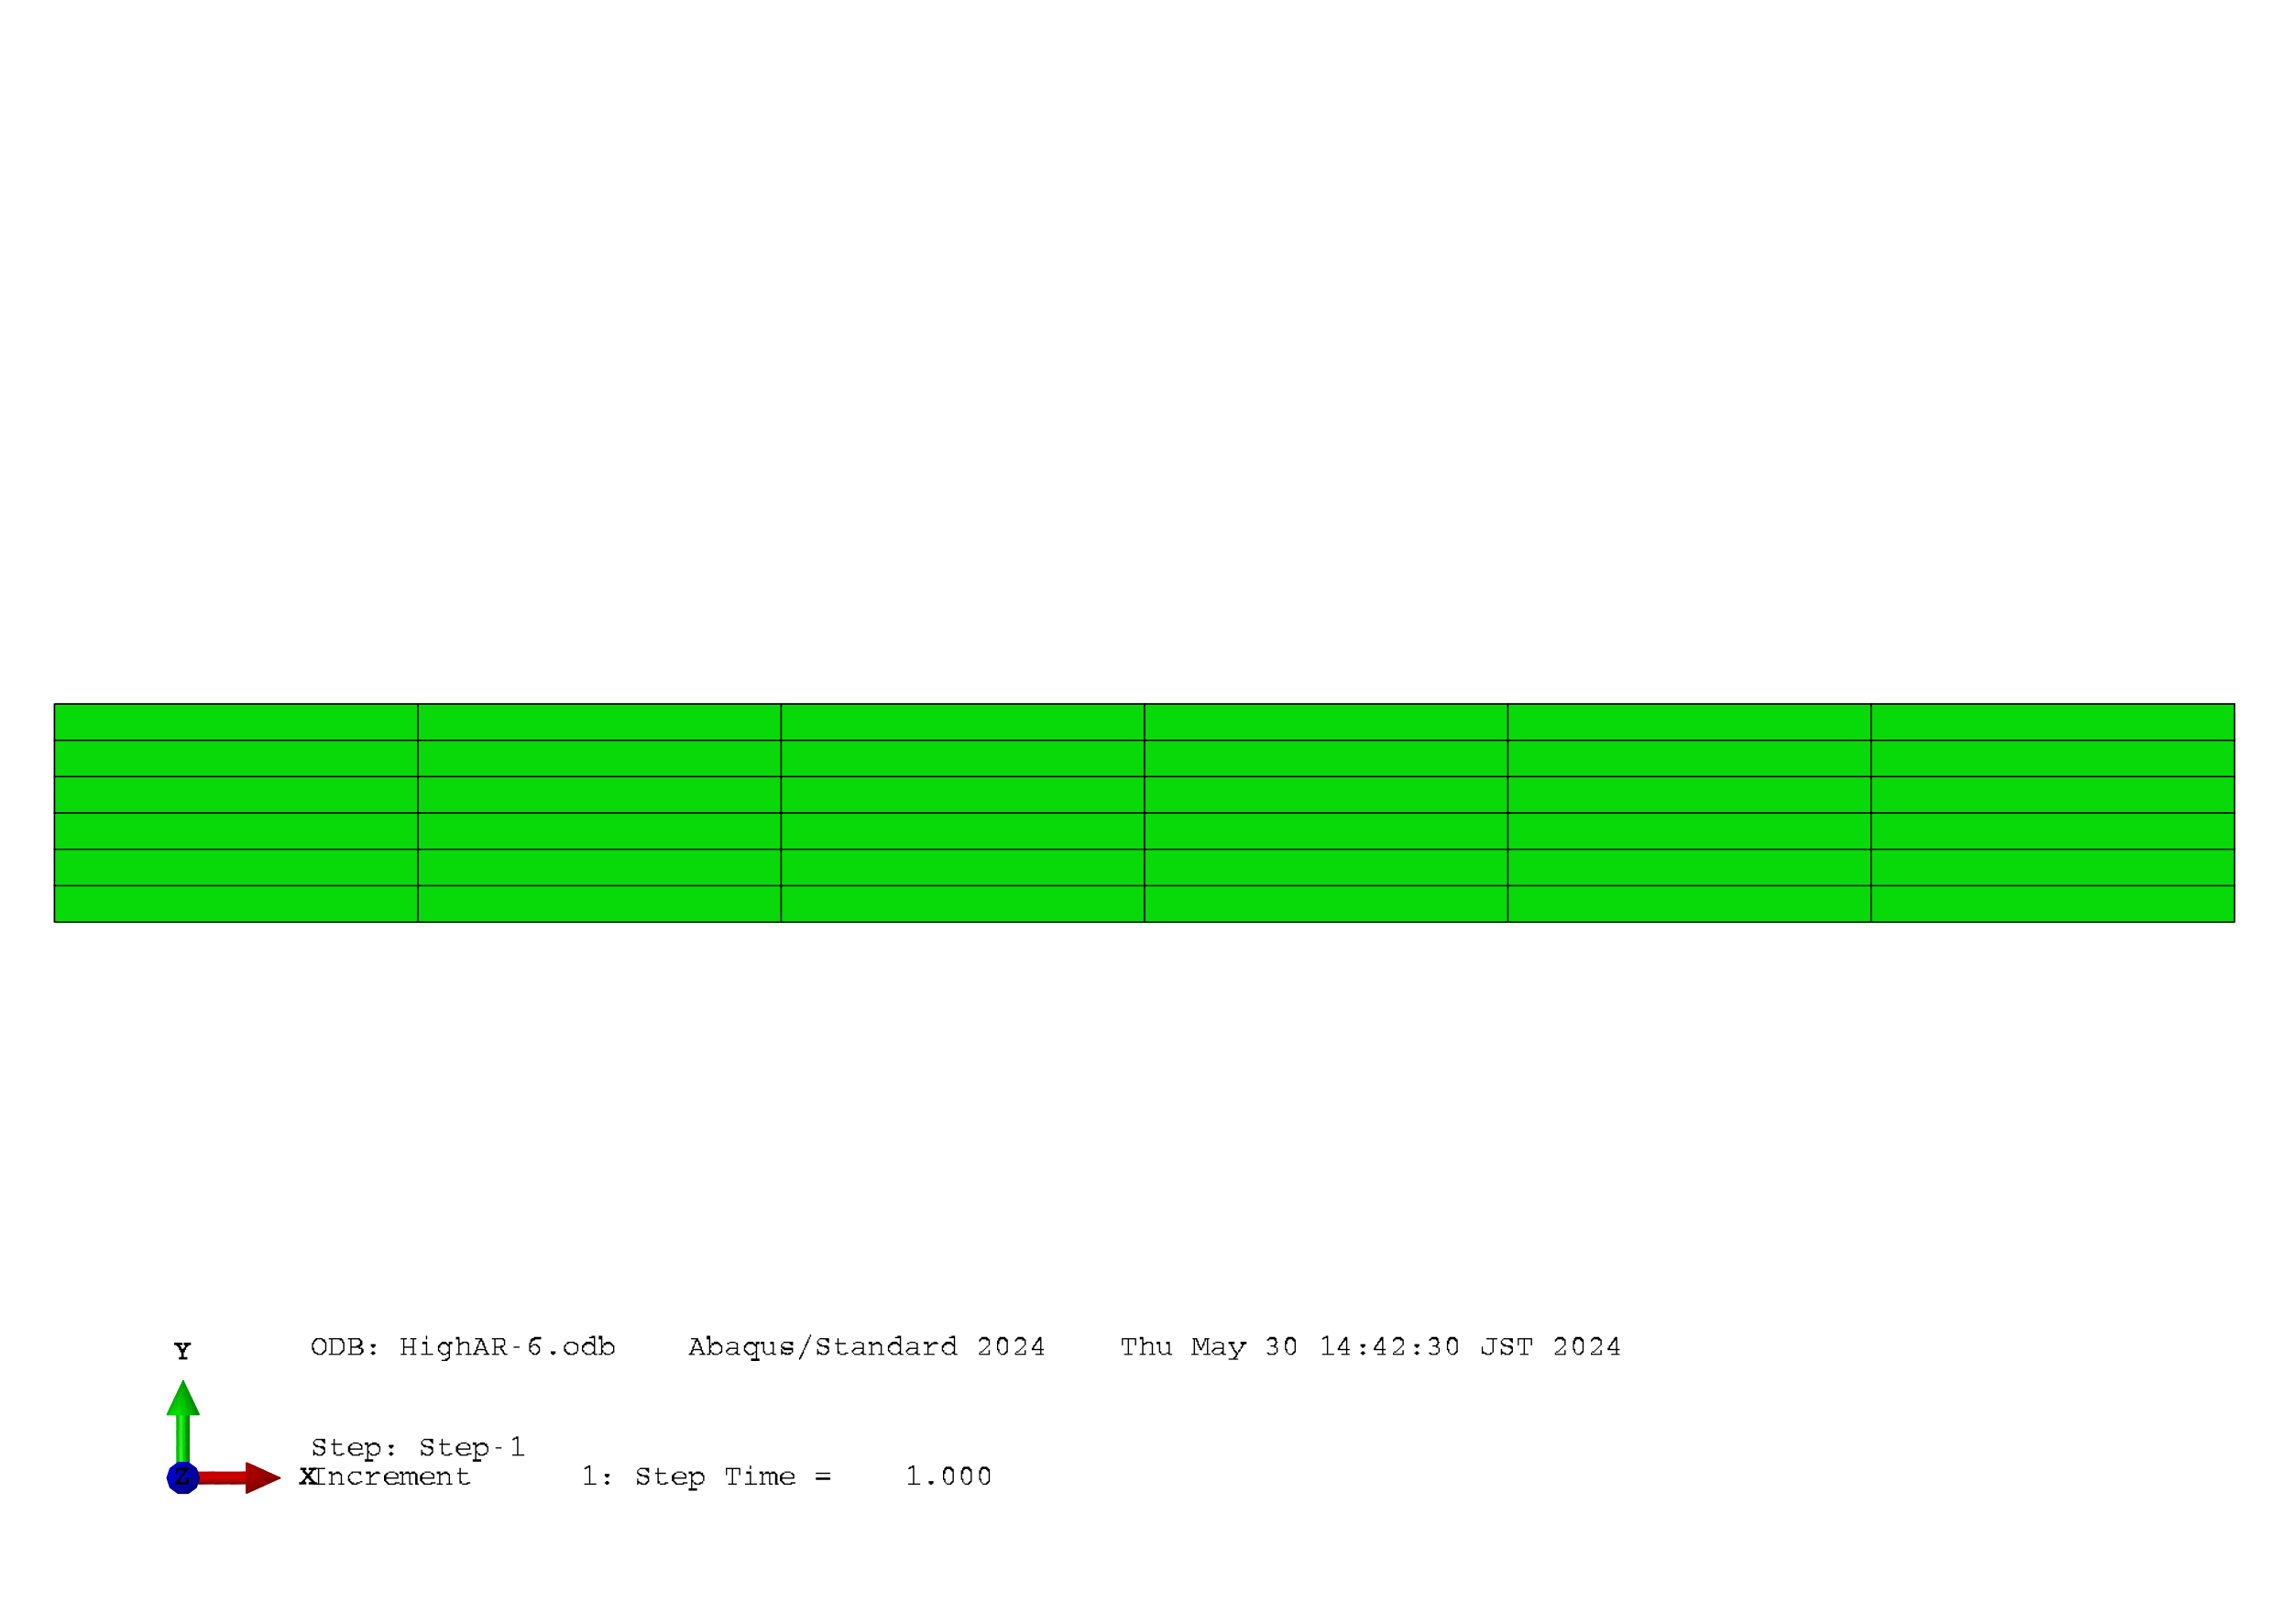 Y
ODB: HighAR-6.odb    Abaqus/Standard 2024    Thu May 30 14:42:30 JST 2024
Step: Step-1
Z X
Increment      1: Step Time =    1.000